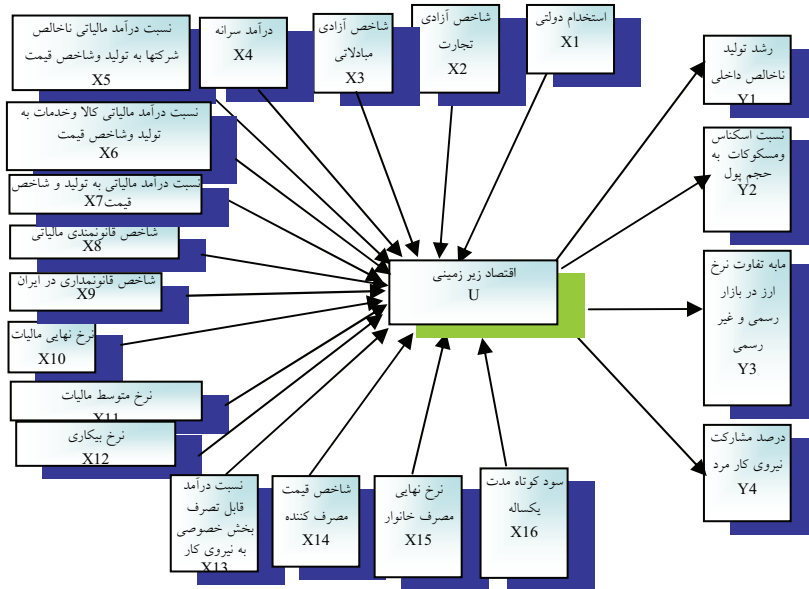 استخدام دولتی
X1
شاخص آزادی
تجارت
X2
شاخص آزادی
مبادلاتی
X3
درآمد سرانه
X4
نسبت درآمد مالیاتی ناخالص
شرکتها به تولید وشاخص قیمت
X5
نسبت درآمد مالیاتی کالا وخدمات به
تولید وشاخص قیمت
X6
نسبت درآمد مالیاتی به تولید و شاخص
قیمتX7
شاخص قانونمندی مالیاتی
X8
شاخص قانونمداری در ایران
X9
نرخ نهایی مالیات
X10
نرخ متوسط مالیات
X11
نرخ بیکاری
X12
نسبت درآمد
قابل تصرف
بخش خصوصی
به نیروی کار
X13
شاخص قیمت
مصرف کننده
X14
نرخ نهایی
مصرف خانوار
X15
سود کوتاه مدت
یکساله
X16
اقتصاد زیر زمینی
U
رشد تولید
ناخالص داخلی
Y1
نسبت اسکناس
ومسکوکات به
حجم پول
Y2
مابه تفاوت نرخ
ارز در بازار
رسمی و غیر
رسمی
Y3
درصد مشارکت
نیروی کار مرد
Y4